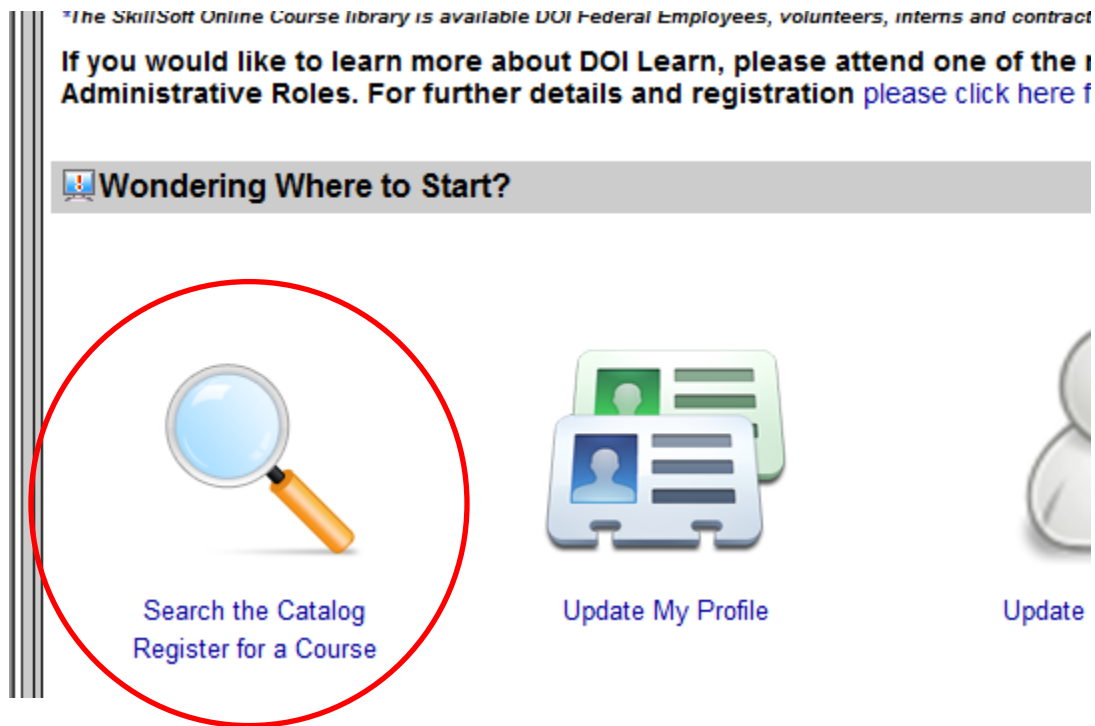 *The SkillSoft Online Course library is available DOI Federal Employees, volunteers, interns and contract
If you would like to learn more about DOI Learn, please attend one of the
Administrative Roles. For further details and registration please click here f
Wondering Where to Start?
Search the Catalog
Register for a Course
Update My Profile
Update